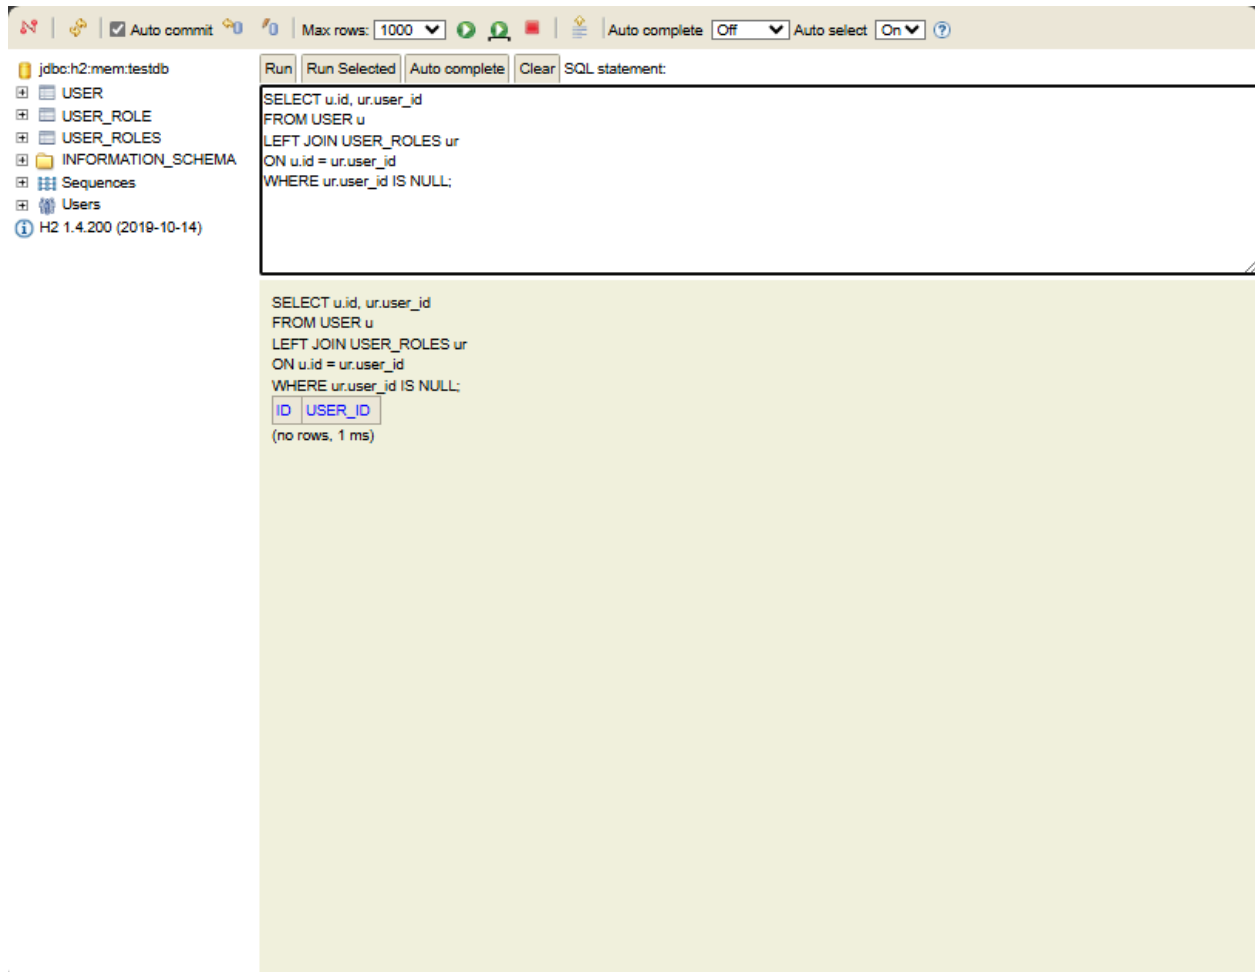 Auto commit Max rows: 1000 Auto complete Off Auto select On
jdbc:h2:mem:testdb
USER
USER_ROLE
USER_ROLES
INFORMATION_SCHEMA
Sequences
Users
H2 1.4.200 (2019-10-14)
Run Run Selected Auto complete Clear SQL statement:
SELECT u.id, ur.user_id
FROM USER u
LEFT JOIN USER_ROLES ur
ON u.id = ur.user_id
WHERE ur.user_id IS NULL;
SELECT u.id, ur.user_id
FROM USER u
LEFT JOIN USER_ROLES ur
ON u.id = ur.user_id
WHERE ur.user_id IS NULL;
ID USER_ID
(no rows, 1 ms)